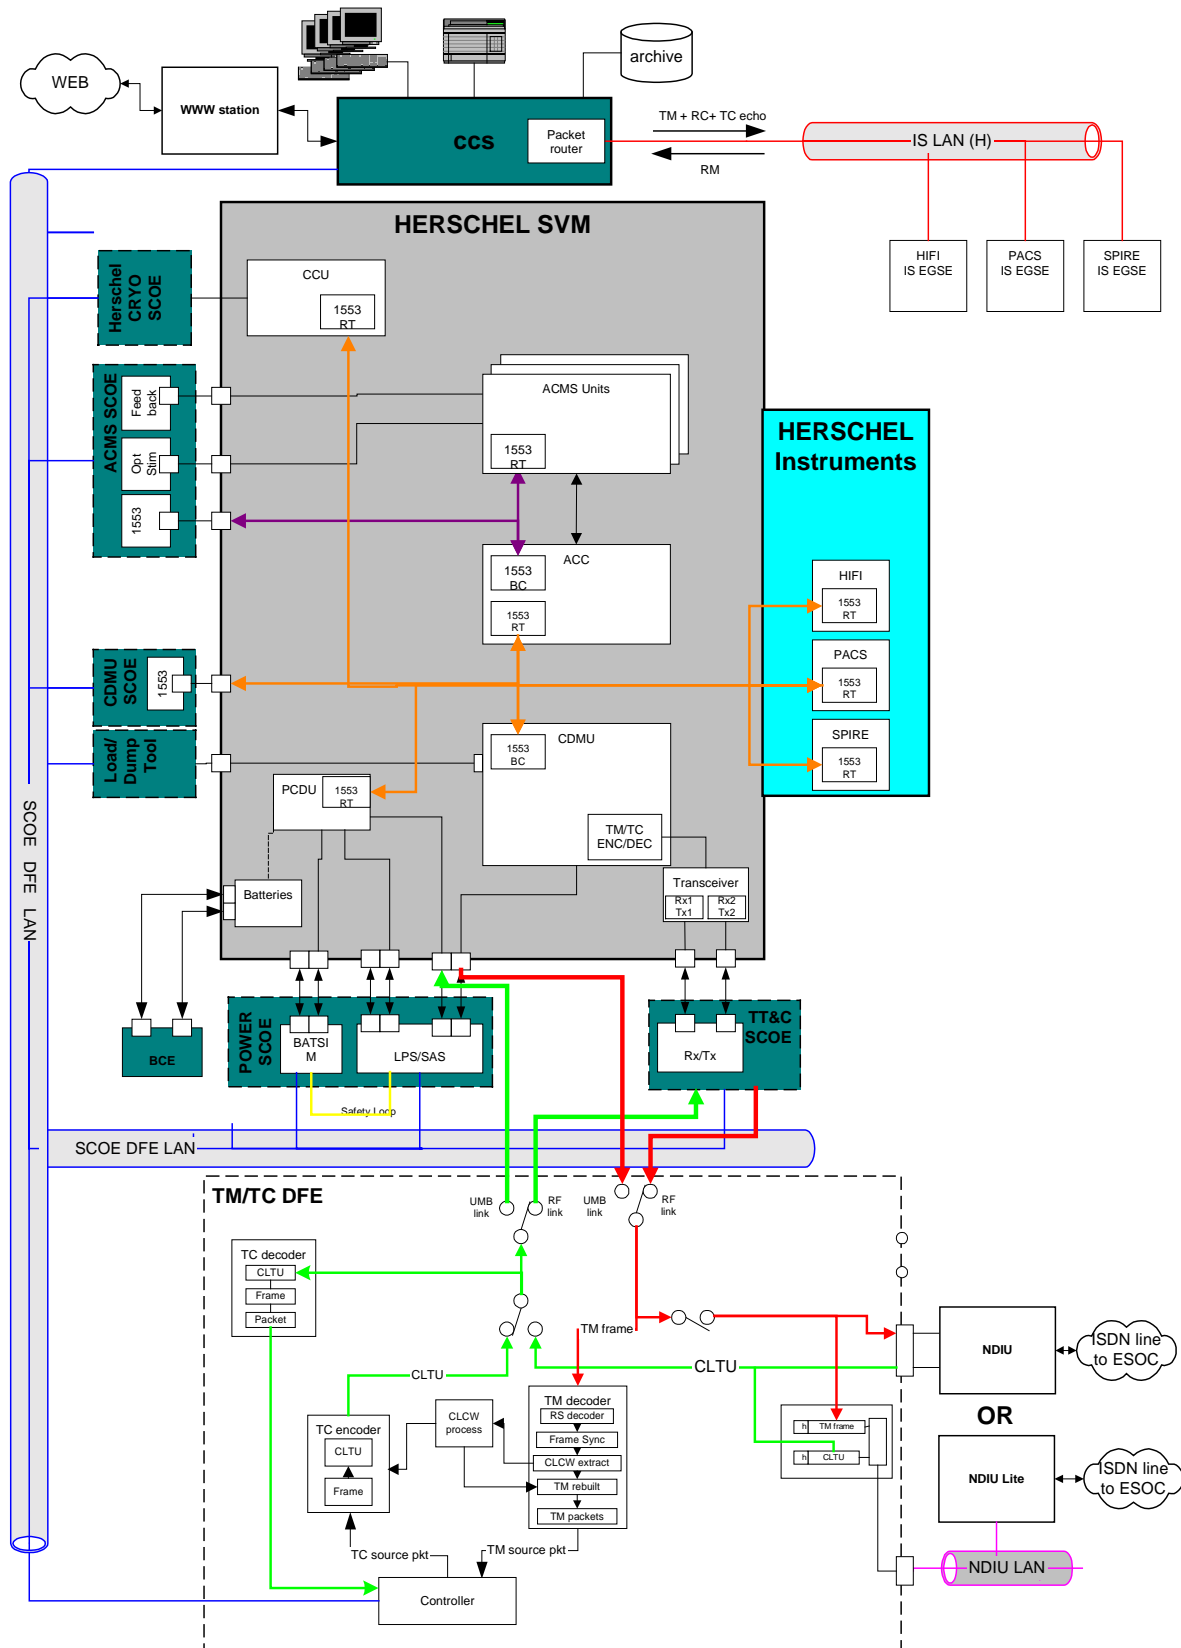 archive
WEB
WWW station
ccs
Packet
router
TM + RC+ TC echo
RM
IS LAN (H)
HERSCHEL SVM
HIFI
IS EGSE
PACS
IS EGSE
SPIRE
IS EGSE
Herschel
CRYO
SCOE
CCU
1553
RT
ACMS SCOE
Feed
back
Opt
Stim
1553
ACMS Units
1553
RT
HERSCHEL
Instruments
ACC
1553
BC
1553
RT
HIFI
1553
RT
PACS
1553
RT
SPIRE
1553
RT
CDMU
SCOE
1553
Load/
Dump
Tool
CDMU
1553
BC
PCDU
1553
RT
TM/TC
ENC/DEC
Transceiver
Rx1
Tx1
Rx2
Tx2
Batteries
SCOE DFE LAN
BCE
POWER
SCOE
BATSI
M
LPS/SAS
Safety Loop
TT&C
SCOE
Rx/Tx
SCOE DFE LAN
TM/TC DFE
UMB
link
RF
link
UMB
link
RF
link
TC decoder
CLTU
Frame
Packet
TM frame
CLTU
CLTU
NDIU
ISDN line
to ESOC
OR
TC encoder
CLTU
Frame
CLCW
process
TM decoder
RS decoder
Frame Sync
CLCW extract
TM rebuilt
TM packets
h TM frame
h CLTU
NDIU Lite
ISDN line
to ESOC
TC source pkt
TM source pkt
Controller
NDIU LAN